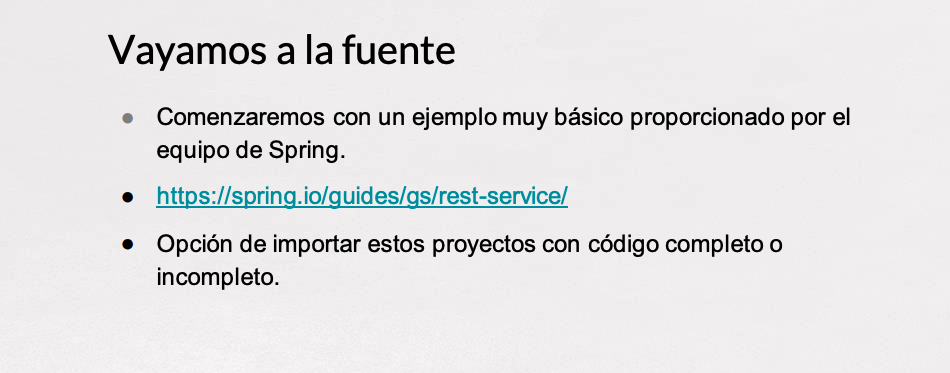 Vayamos a la fuente
● Comenzaremos con un ejemplo muy básico proporcionado por el
equipo de Spring.
● https://spring.io/guides/gs/rest-service/
● Opción de importar estos proyectos con código completo o
incompleto.